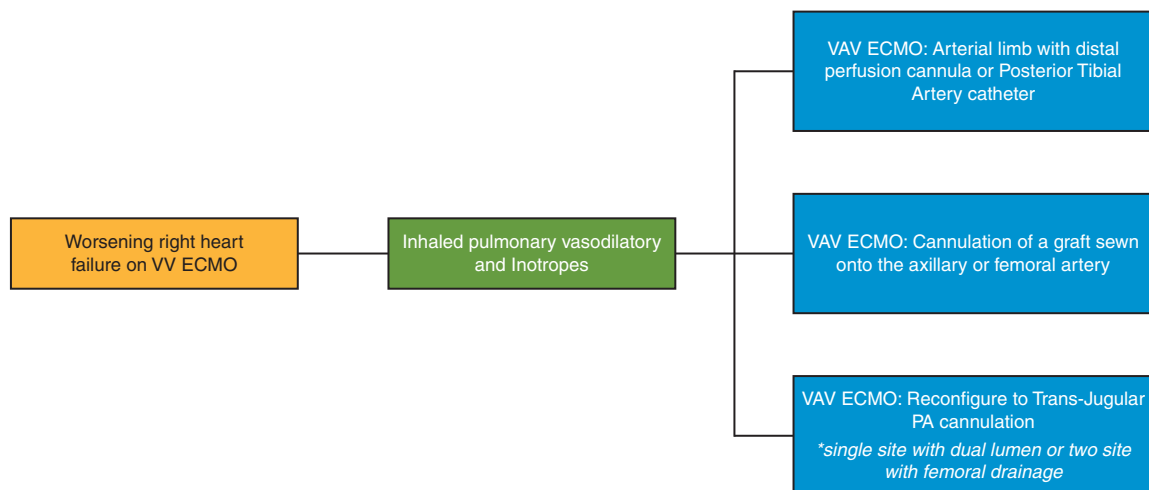 Worsening right heart
failure on VV ECMO
Inhaled pulmonary vasodilatory
and Inotropes
VAV ECMO: Arterial limb with distal
perfusion cannula or Posterior Tibial
Artery catheter
VAV ECMO: Cannulation of a graft sewn
onto the axillary or femoral artery
VAV ECMO: Reconfigure to Trans-Jugular
PA cannulation
*single site with dual lumen or two site
with femoral drainage